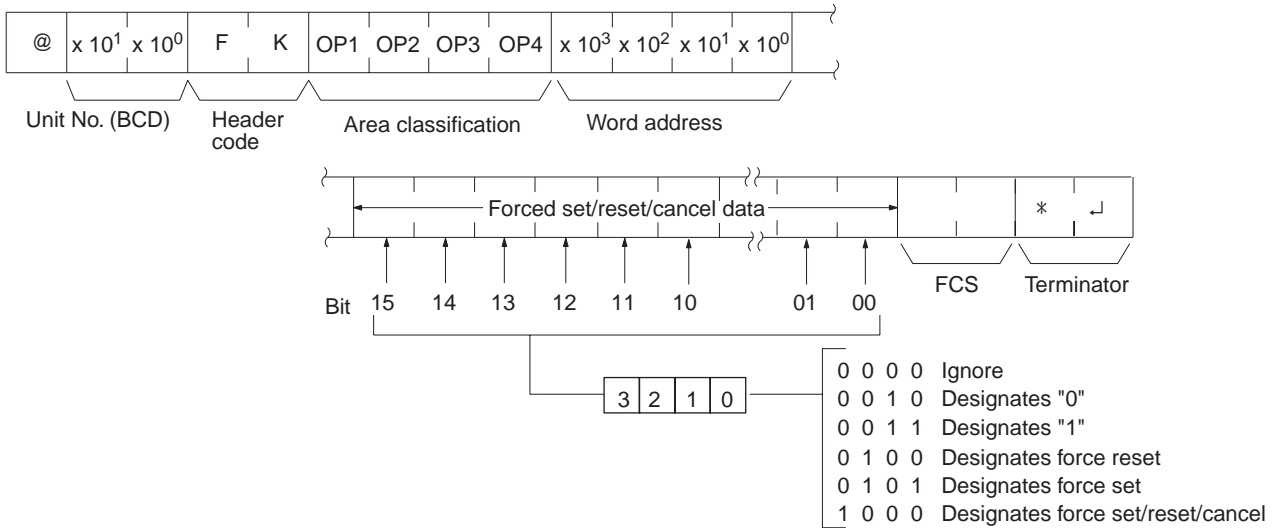 @ x 10¹ x 10⁰ F K OP1 OP2 OP3 OP4 x 10³ x 10² x 10¹ x 10⁰
Unit No. (BCD) Header code Area classification Word address
Forced set/reset/cancel data * ↵
FCS Terminator
Bit 15 14 13 12 11 10 01 00
3 2 1 0
0 0 0 0 Ignore
0 0 1 0 Designates "0"
0 0 1 1 Designates "1"
0 1 0 0 Designates force reset
0 1 0 1 Designates force set
1 0 0 0 Designates force set/reset/cancel